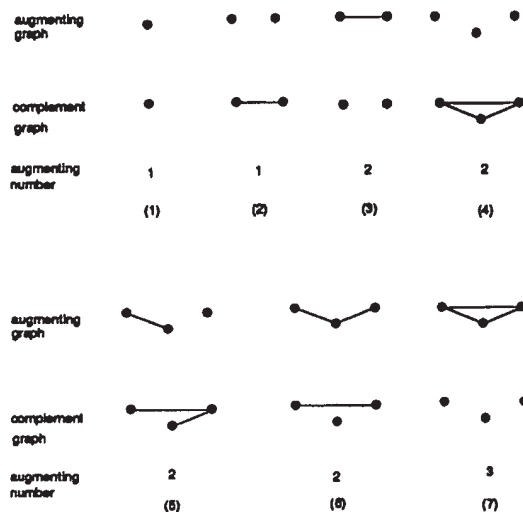 augmenting
graph
complement
graph
augmenting
number
1 1 2 2
(1) (2) (3) (4)
augmenting
graph
complement
graph
augmenting
number
2 2 3
(5) (6) (7)